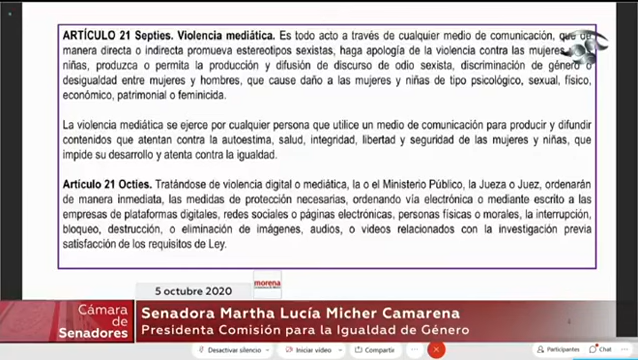 ARTÍCULO 21 Septies. Violencia mediática. Es todo acto a través de cualquier medio de comunicación, que de
manera directa o indirecta promueva estereotipos sexistas, haga apología de la violencia contra las mujeres
niñas, produzca o permita la producción y difusión de discurso de odio sexista, discriminación de género o
desigualdad entre mujeres y hombres, que cause daño a las mujeres y niñas de tipo psicológico, sexual, físico,
económico, patrimonial o feminicida.
La violencia mediática se ejerce por cualquier persona que utilice un medio de comunicación para producir y difundir
contenidos que atentan contra la autoestima, salud, integridad, libertad y seguridad de las mujeres y niñas, que
impide su desarrollo y atenta contra la igualdad.
Artículo 21 Octies. Tratándose de violencia digital o mediática, la o el Ministerio Público, la Jueza o Juez, ordenarán
de manera inmediata, las medidas de protección necesarias, ordenando vía electrónica o mediante escrito a las
empresas de plataformas digitales, redes sociales o páginas electrónicas, personas físicas o morales, la interrupción,
bloqueo, destrucción, o eliminación de imágenes, audios, o videos relacionados con la investigación previa
satisfacción de los requisitos de Ley.
5 octubre 2020
morena
Cámara
de
Senadores
Senadora Martha Lucía Micher Camarena
Presidenta Comisión para la Igualdad de Género
Desactivar silencio
Iniciar vídeo
Compartir
Participantes
Chat